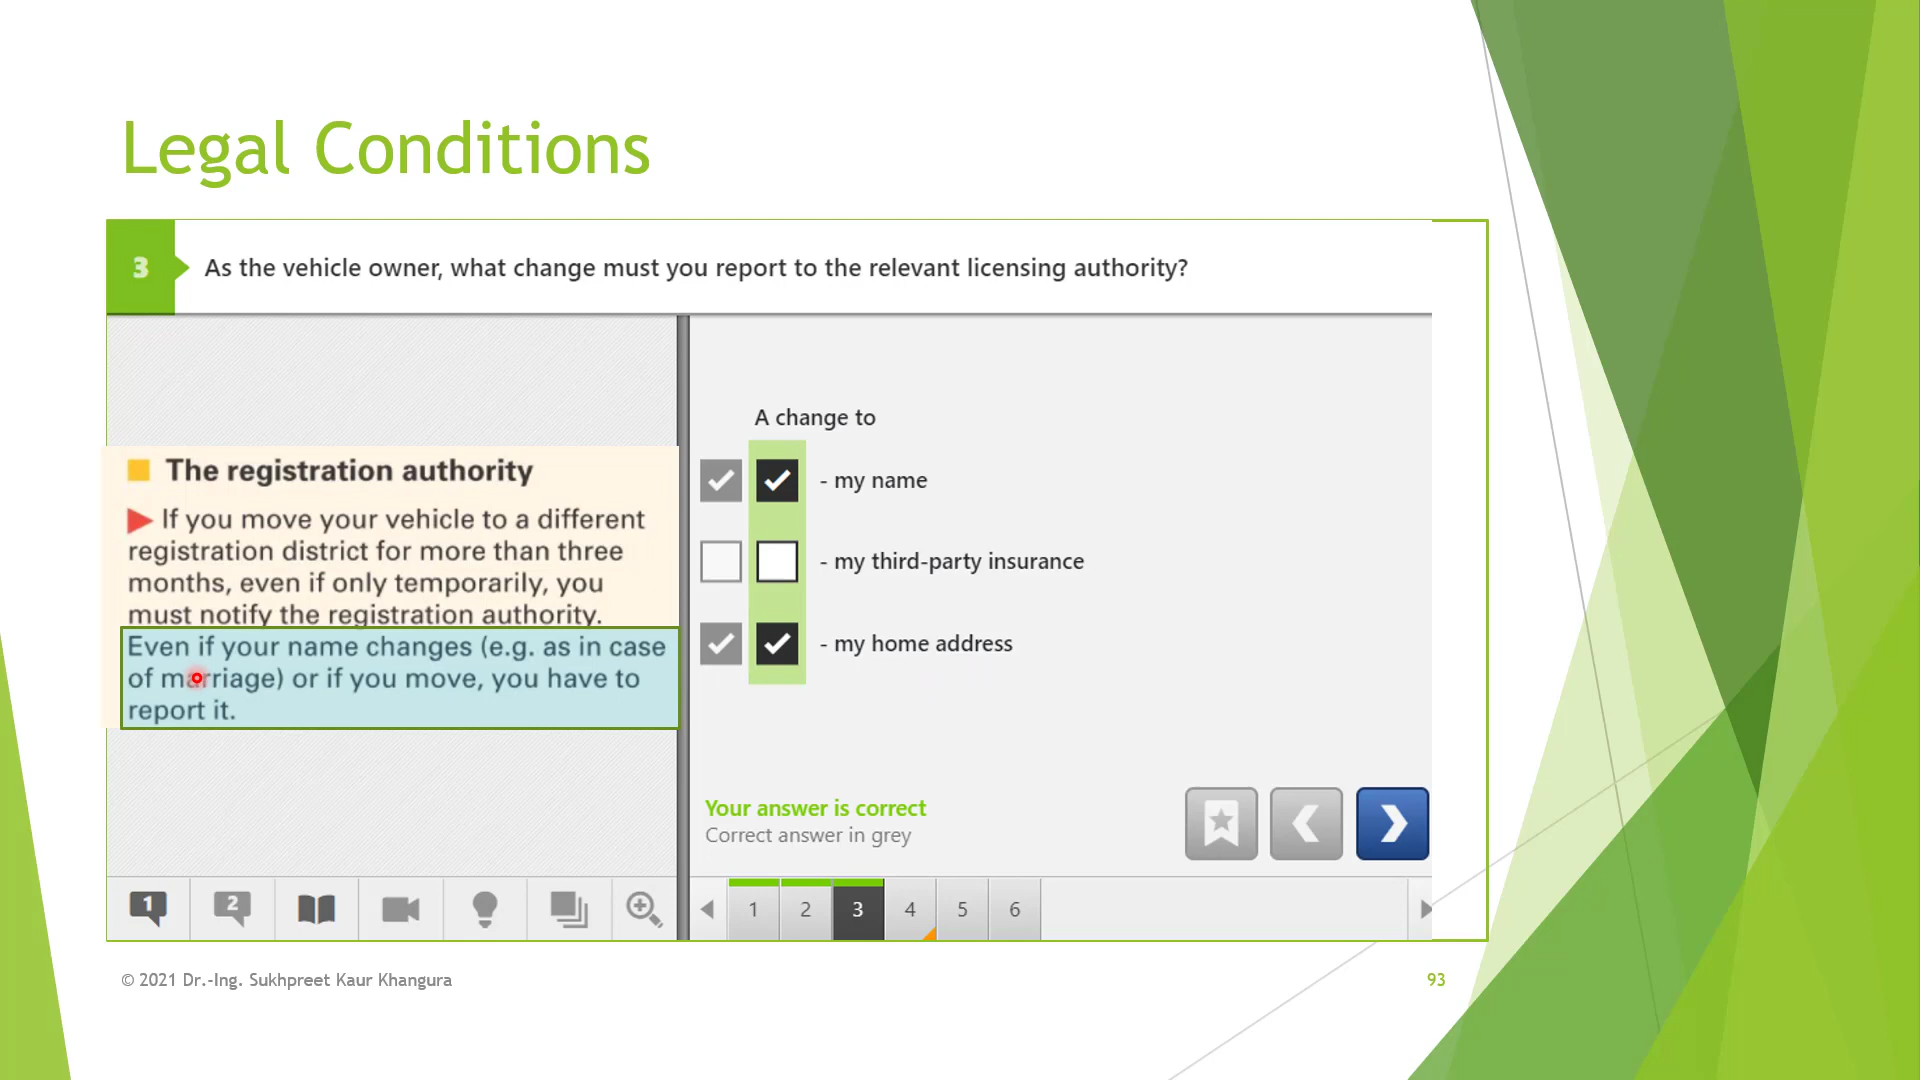 Legal Conditions
3
As the vehicle owner, what change must you report to the relevant licensing authority?
The registration authority
If you move your vehicle to a different
registration district for more than three
months, even if only temporarily, you
must notify the registration authority.
Even if your name changes (e.g. as in case
of marriage) or if you move, you have to
report it.
A change to
- my name
- my third-party insurance
- my home address
Your answer is correct
Correct answer in grey
1
2
1
2
3
4
5
6
© 2021 Dr.-Ing. Sukhpreet Kaur Khangura
93